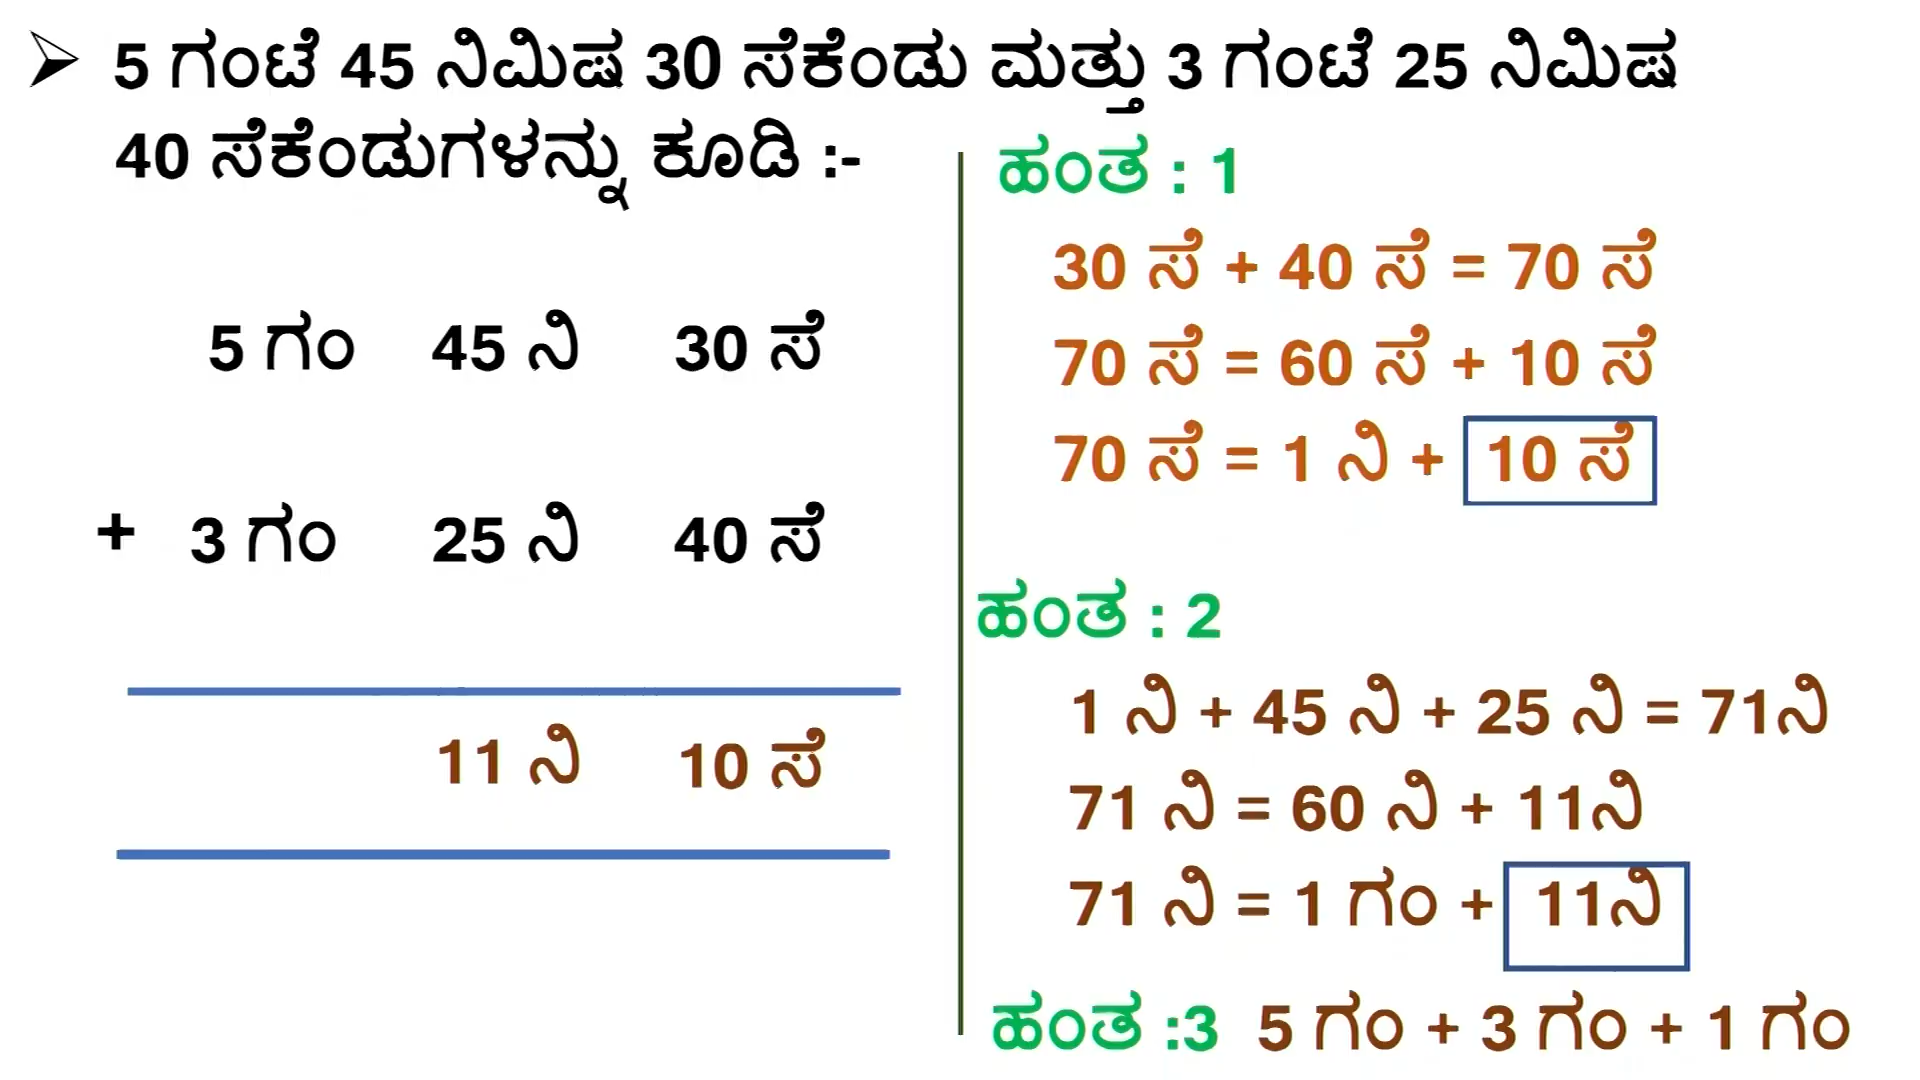 ➢ 5 ಗಂಟೆ 45 ನಿಮಿಷ 30 ಸೆಕೆಂಡು ಮತ್ತು 3 ಗಂಟೆ 25 ನಿಮಿಷ
40 ಸೆಕೆಂಡುಗಳನ್ನು ಕೂಡಿ :-
5 ಗಂ 45 ನಿ 30 ಸೆ
+ 3 ಗಂ 25 ನಿ 40 ಸೆ
11 ನಿ 10 ಸೆ
ಹಂತ : 1
30 ಸೆ + 40 ಸೆ = 70 ಸೆ
70 ಸೆ = 60 ಸೆ + 10 ಸೆ
70 ಸೆ = 1 ನಿ + 10 ಸೆ
ಹಂತ : 2
1 ನಿ + 45 ನಿ + 25 ನಿ = 71ನಿ
71 ನಿ = 60 ನಿ + 11ನಿ
71 ನಿ = 1 ಗಂ + 11ನಿ
ಹಂತ :3 5 ಗಂ + 3 ಗಂ + 1 ಗಂ